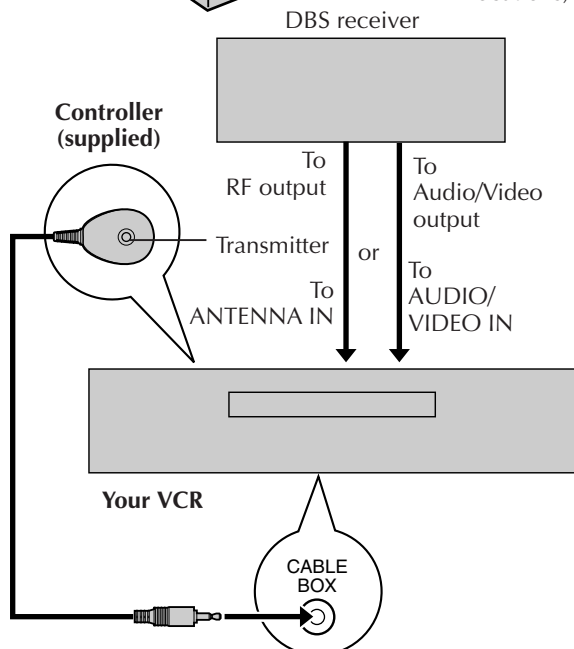 DBS receiver
Controller
(supplied)
To
RF output
To
Audio/Video
output
Transmitter
or
To
ANTENNA IN
To
AUDIO/
VIDEO IN
Your VCR
CABLE
BOX